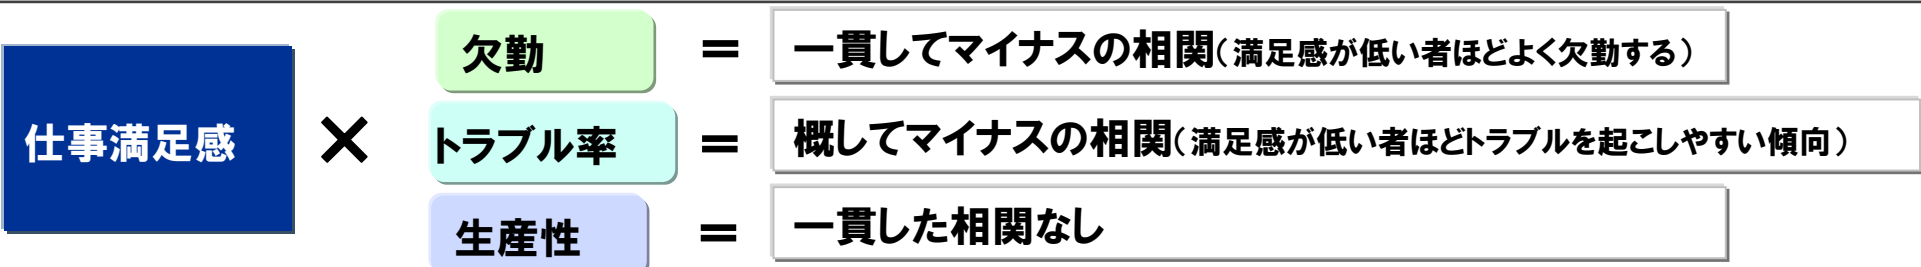 欠勤 = 一貫してマイナスの相関(満足感が低い者ほどよく欠勤する)
仕事満足感 × トラブル率 = 概してマイナスの相関(満足感が低い者ほどトラブルを起こしやすい傾向)
生産性 = 一貫した相関なし